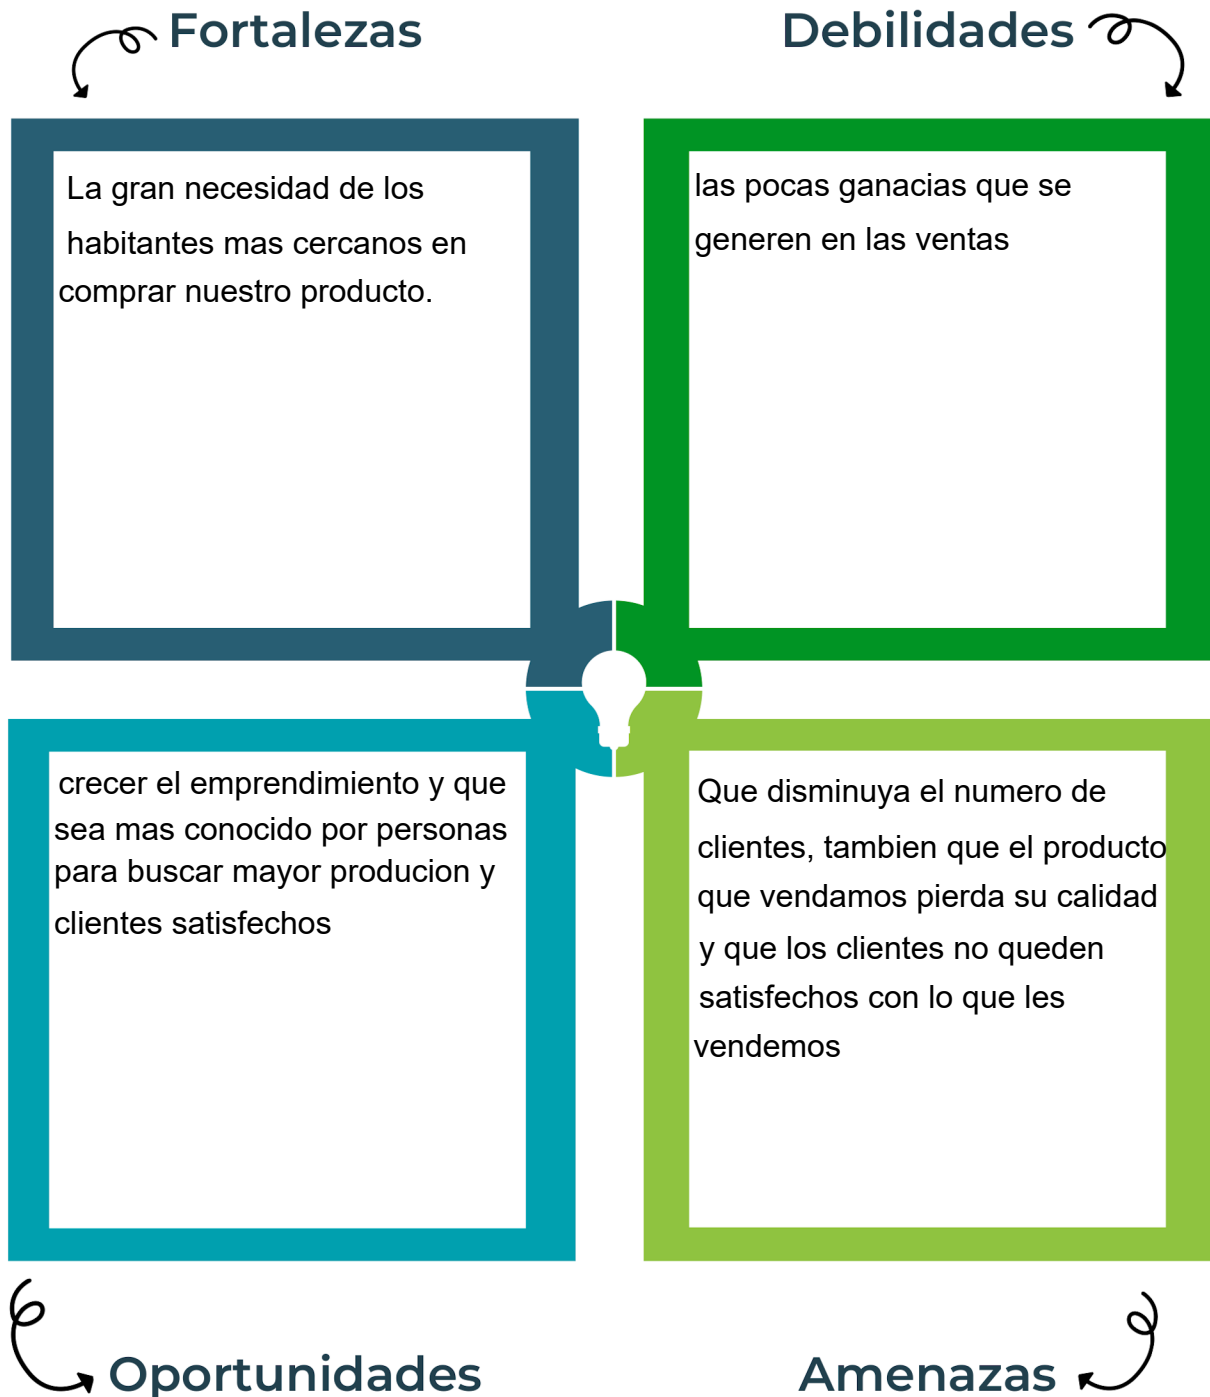 Fortalezas
La gran necesidad de los
habitantes mas cercanos en
comprar nuestro producto.
Debilidades
las pocas ganacias que se
generen en las ventas
crecer el emprendimiento y que
sea mas conocido por personas
para buscar mayor producion y
clientes satisfechos
Oportunidades
Que disminuya el numero de
clientes, tambien que el producto
que vendamos pierda su calidad
y que los clientes no queden
satisfechos con lo que les
vendemos
Amenazas